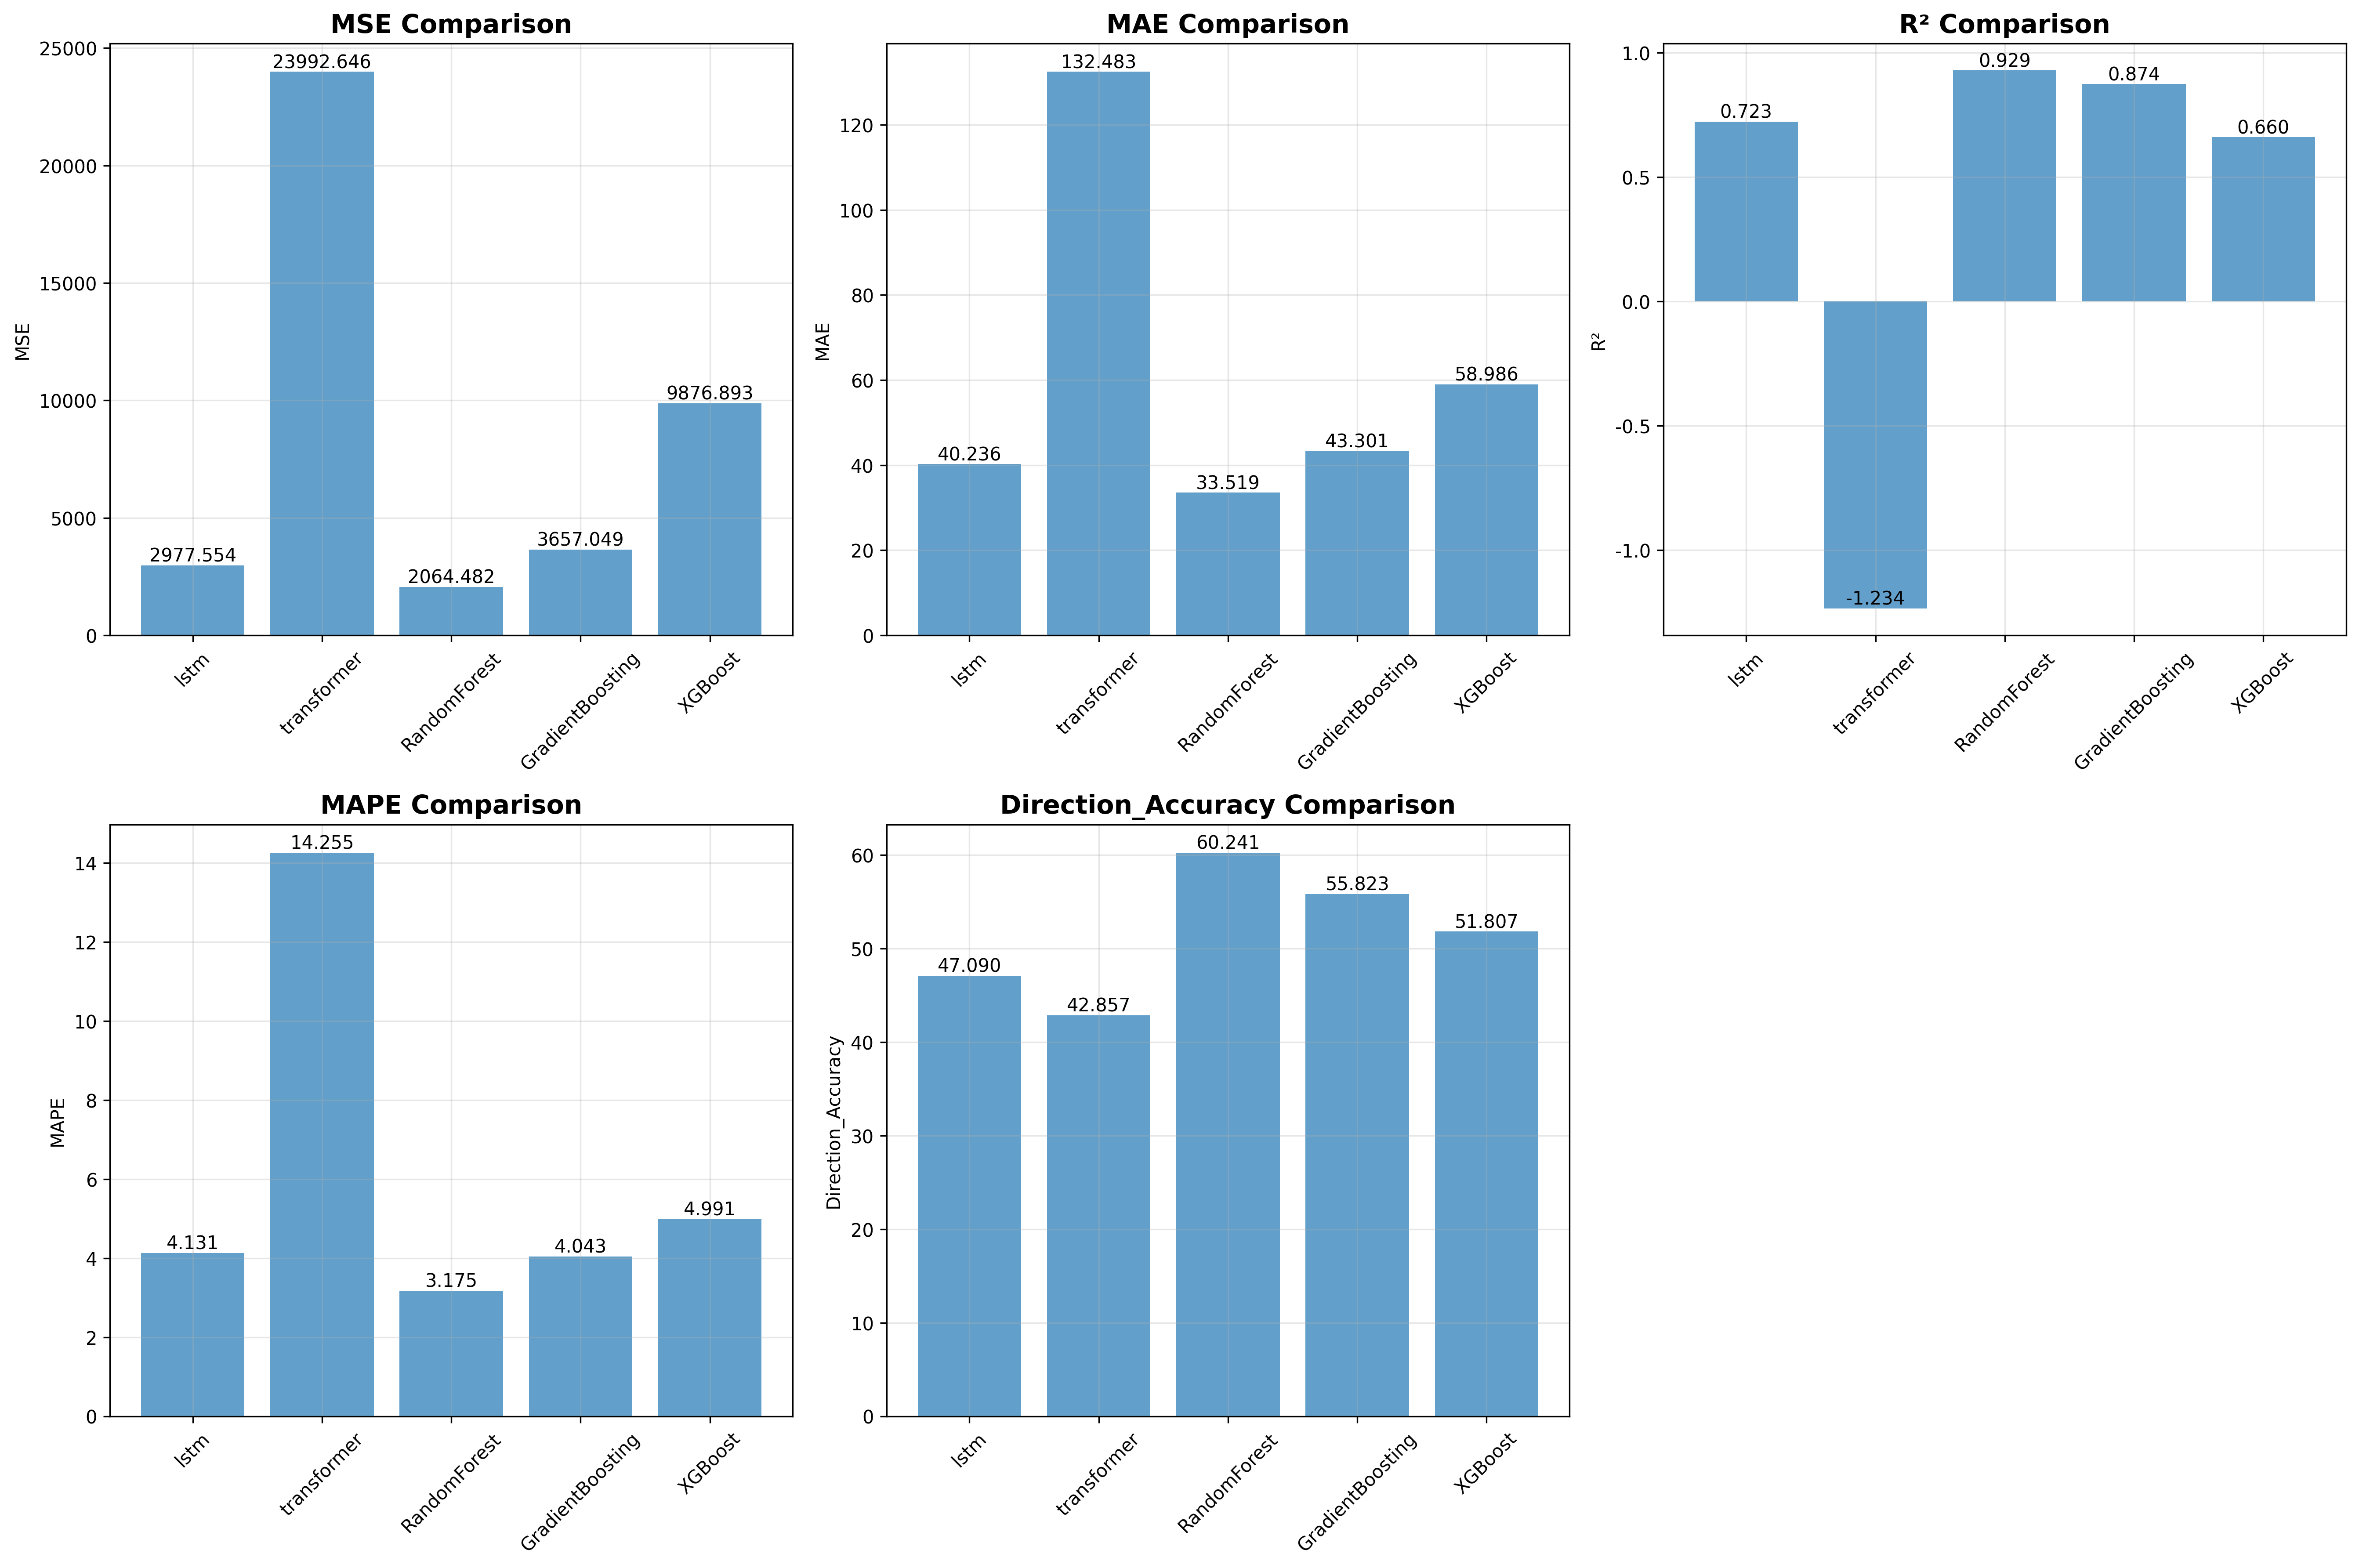 MSE Comparison
25000
20000
15000
10000
5000
0
MSE
2977.554
23992.646
2064.482
3657.049
9876.893
lstm
transformer
RandomForest
GradientBoosting
XGBoost
MAE Comparison
120
100
80
60
40
20
0
MAE
40.236
132.483
33.519
43.301
58.986
lstm
transformer
RandomForest
GradientBoosting
XGBoost
R² Comparison
1.0
0.5
0.0
-0.5
-1.0
R²
0.723
-1.234
0.929
0.874
0.660
lstm
transformer
RandomForest
GradientBoosting
XGBoost
MAPE Comparison
14
12
10
8
6
4
2
0
MAPE
4.131
14.255
3.175
4.043
4.991
lstm
transformer
RandomForest
GradientBoosting
XGBoost
Direction_Accuracy Comparison
60
50
40
30
20
10
0
Direction_Accuracy
47.090
42.857
60.241
55.823
51.807
lstm
transformer
RandomForest
GradientBoosting
XGBoost